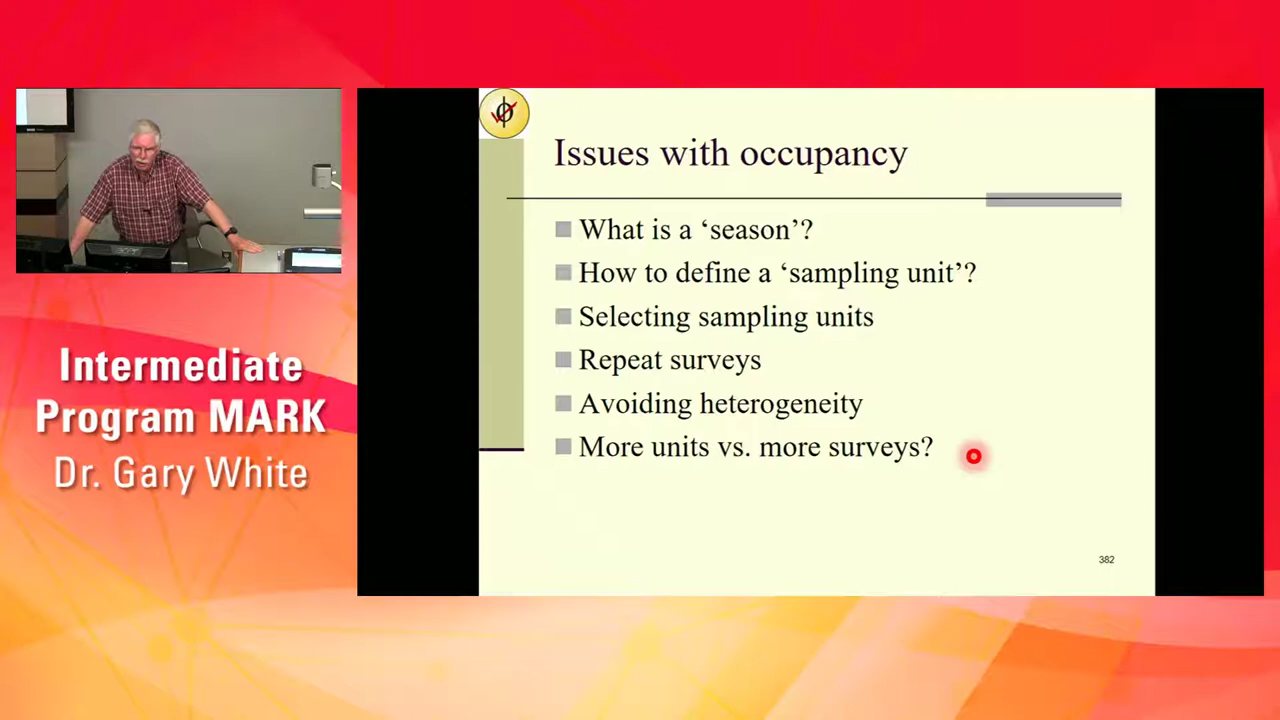 Issues with occupancy
What is a ‘season’?
How to define a ‘sampling unit’?
Selecting sampling units
Repeat surveys
Avoiding heterogeneity
More units vs. more surveys?
382
Intermediate
Program MARK
Dr. Gary White